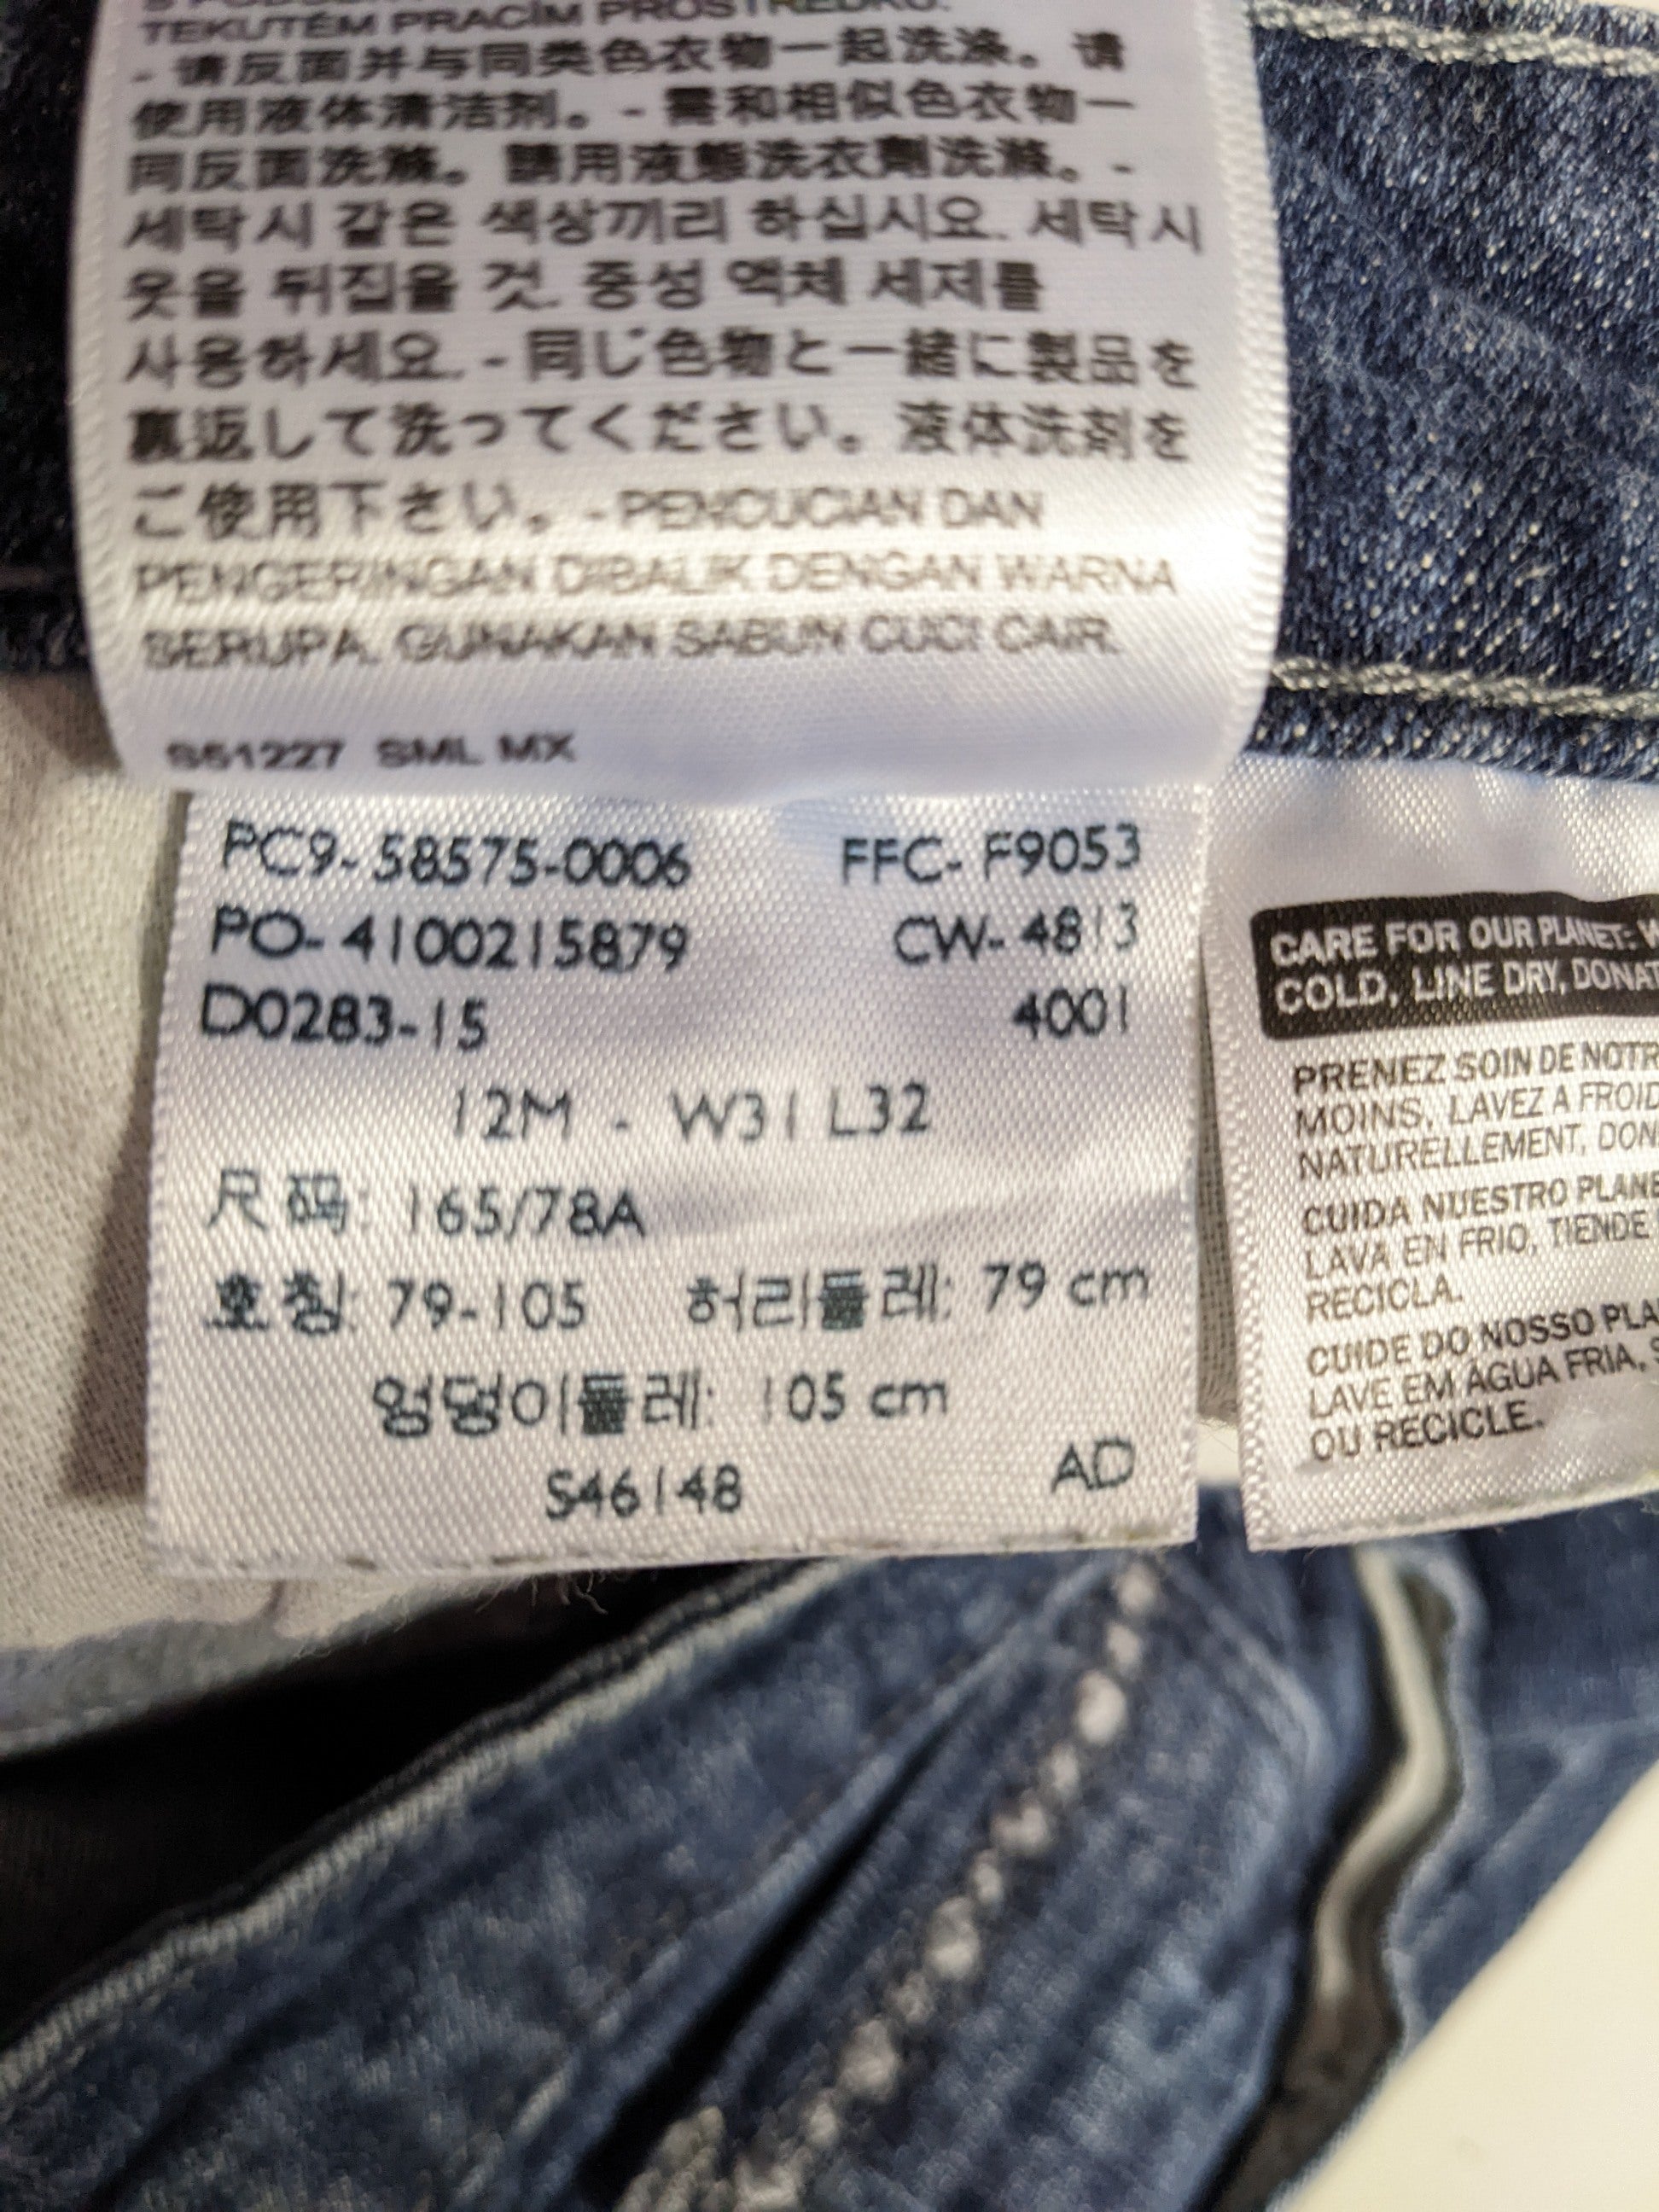 TEKUTÉM PRACÍM PROSTŘEDKU.
- 请反面并与同类色衣物一起洗涤。请
使用液体清洁剂。- 需和相似色衣物一
同反面洗滌。請用液態洗衣劑洗滌。-
세탁시 같은 색상끼리 하십시요. 세탁시
옷을 뒤집을 것. 중성 액체 세제를
사용하세요. - 同じ色物と一緒に製品を
裏返して洗ってください。液体洗剤を
ご使用下さい。-PENCUCIAN DAN
PENGERINGAN DIBALIK DENGAN WARNA
SERUPA. GUNAKAN SABUN CUCI CAIR.
S51227 SML MX
PC9-58575-0006 FFC-F9053
PO-4100215879 CW-4813
D0283-15 4001
12M - W31 L32
尺码: 165/78A
호칭: 79-105 허리둘레: 79 cm
엉덩이둘레: 105 cm
S46148 AD
CARE FOR OUR PLANET:
COLD, LINE DRY,
PRENEZ SOIN DE
MOINS, LAVEZ A
NATURELLEMENT,
CUIDA NUESTRO
LAVA EN FRIO, TIENDE
RECICLA.
CUIDE DO NOSSO
LAVE EM AGUA FRIA,
OU RECICLE.